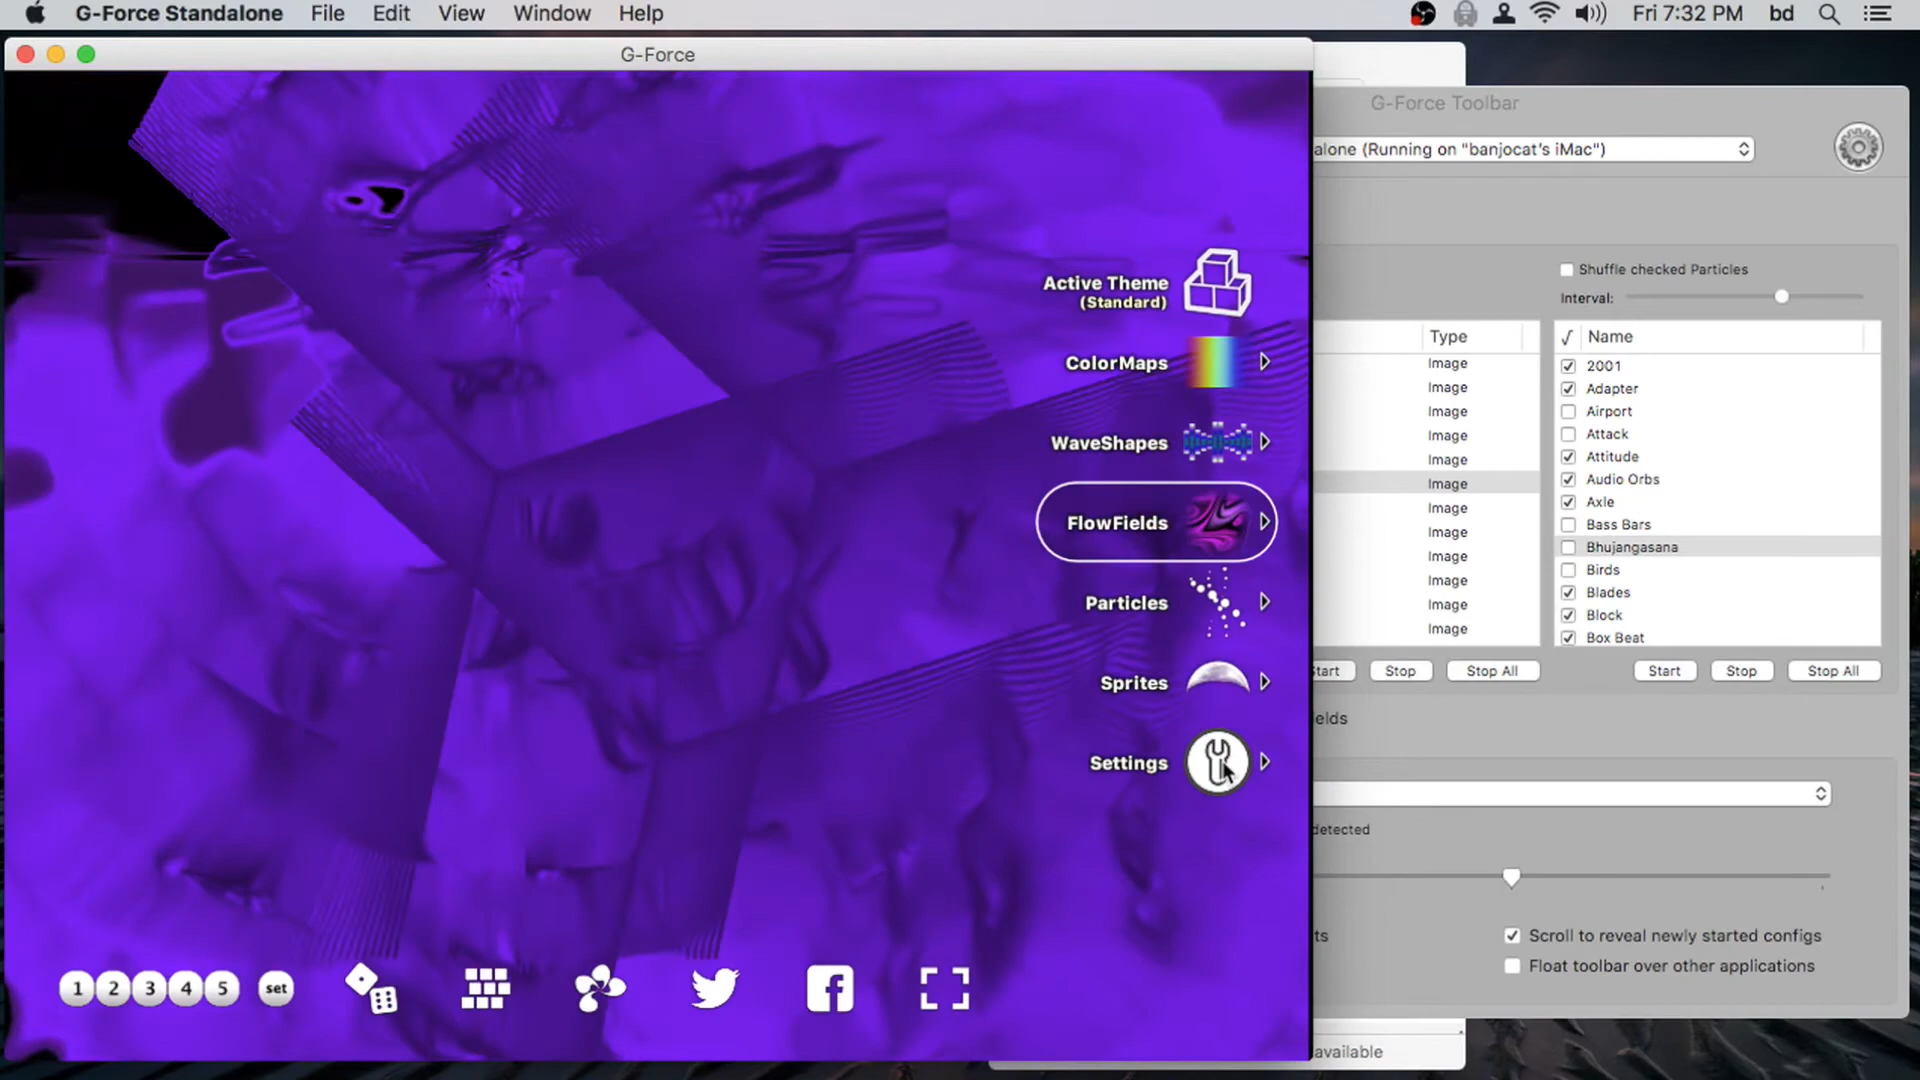 G-Force Standalone File Edit View Window Help Fri 7:32 PM bd
G-Force
G-Force Toolbar
alone (Running on "banjocat's iMac")
Active Theme
(Standard)
ColorMaps
WaveShapes
FlowFields
Particles
Sprites
Settings
1 2 3 4 5 set
Type
Image
Image
Image
Image
Image
Image
Image
Image
Image
Image
Image
Image
Start Stop Stop All
Shuffle checked Particles
Interval:
√ Name
2001
Adapter
Airport
Attack
Attitude
Audio Orbs
Axle
Bass Bars
Bhujangasana
Birds
Blades
Block
Box Beat
Start Stop Stop All
ields
detected
ts
Scroll to reveal newly started configs
Float toolbar over other applications
available